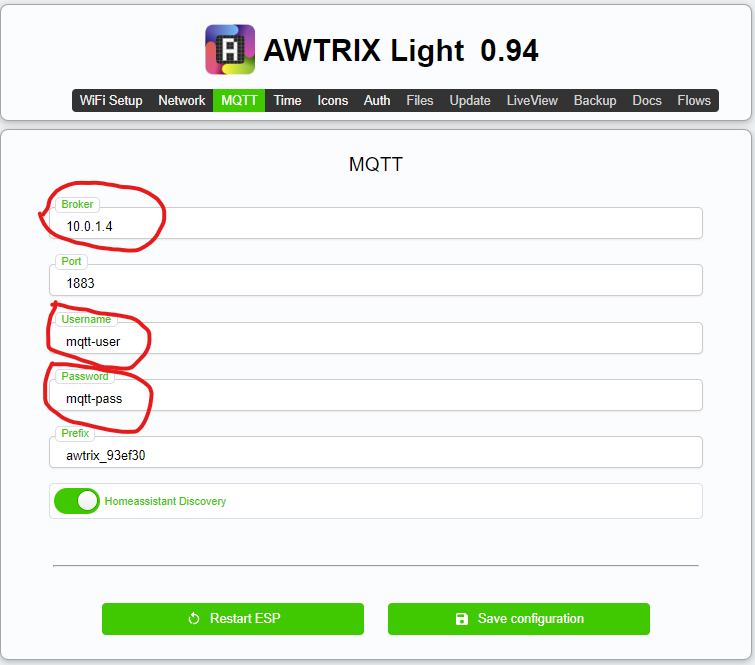 AWTRIX Light 0.94
WiFi Setup Network MQTT Time Icons Auth Files Update LiveView Backup Docs Flows
MQTT
Broker
10.0.1.4
Port
1883
Username
mqtt-user
Password
mqtt-pass
Prefix
awtrix_93ef30
Homeassistant Discovery
Restart ESP Save configuration